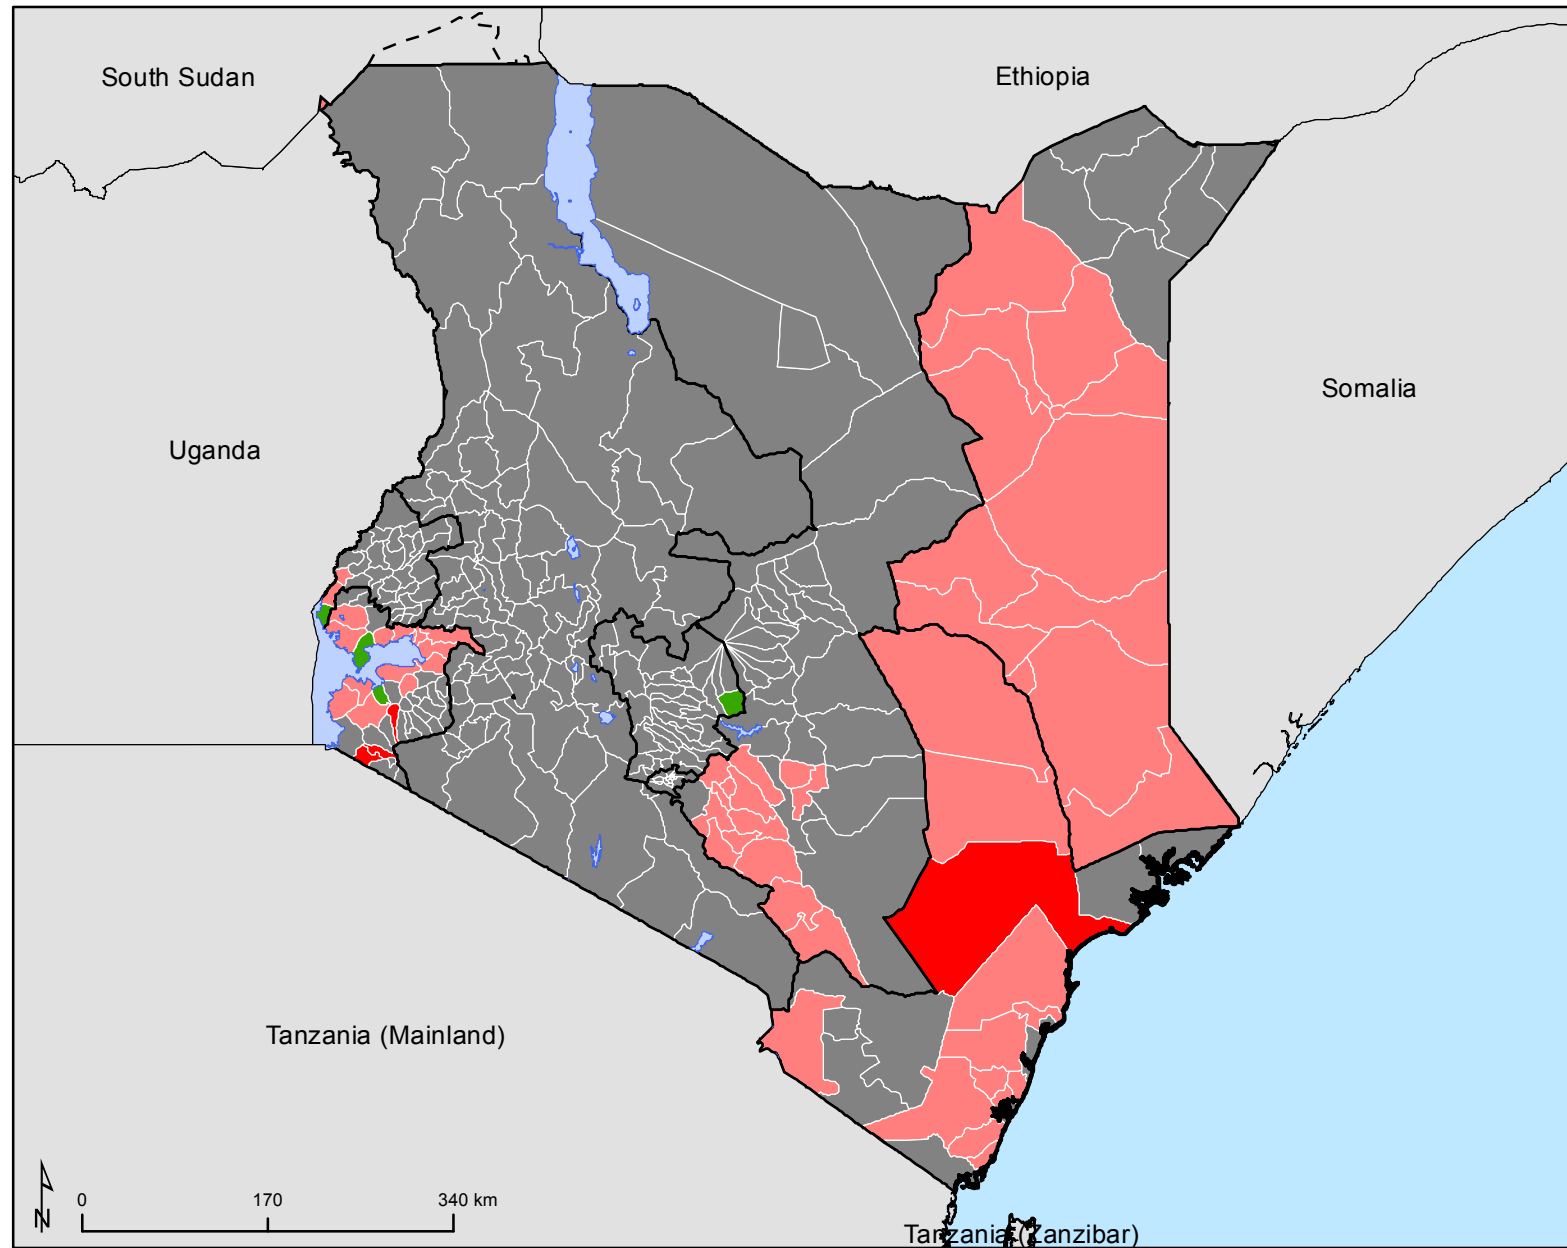 South Sudan
Ethiopia
Somalia
Uganda
Tanzania (Mainland)
N
0 170 340 km
Tanzania (Zanzibar)